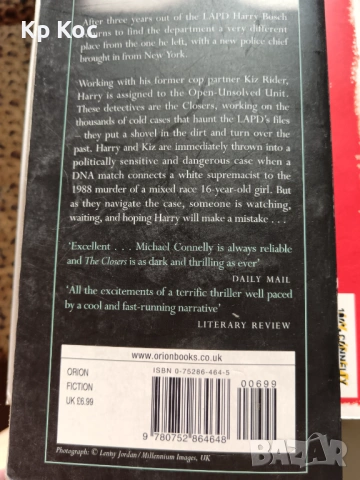 Kp Koc
After three years out of the LAPD Harry Bosch
returns to find the department a very different
place from the one he left, with a new police chief
brought in from New York.
Working with his former cop partner Kiz Rider,
Harry is assigned to the Open-Unsolved Unit.
These detectives are the Closers, working on the
thousands of cold cases that haunt the LAPD's files
– they put a shovel in the dirt and turn over the
past. Harry and Kiz are immediately thrown into a
politically sensitive and dangerous case when a
DNA match connects a white supremacist to the
1988 murder of a mixed race 16-year-old girl. But
as they navigate the case, someone is watching,
waiting, and hoping Harry will make a mistake . . .
'Excellent . . . Michael Connelly is always reliable
and The Closers is as dark and thrilling as ever'
DAILY MAIL
'All the excitements of a terrific thriller well paced
by a cool and fast-running narrative'
LITERARY REVIEW
www.orionbooks.co.uk
ORION
FICTION
UK £6.99
ISBN 0-75286-464-5
00699
9 780752 864648
Photograph: © Lenny Jordan / Millennium Images, UK
CONNELLY
BAZAR